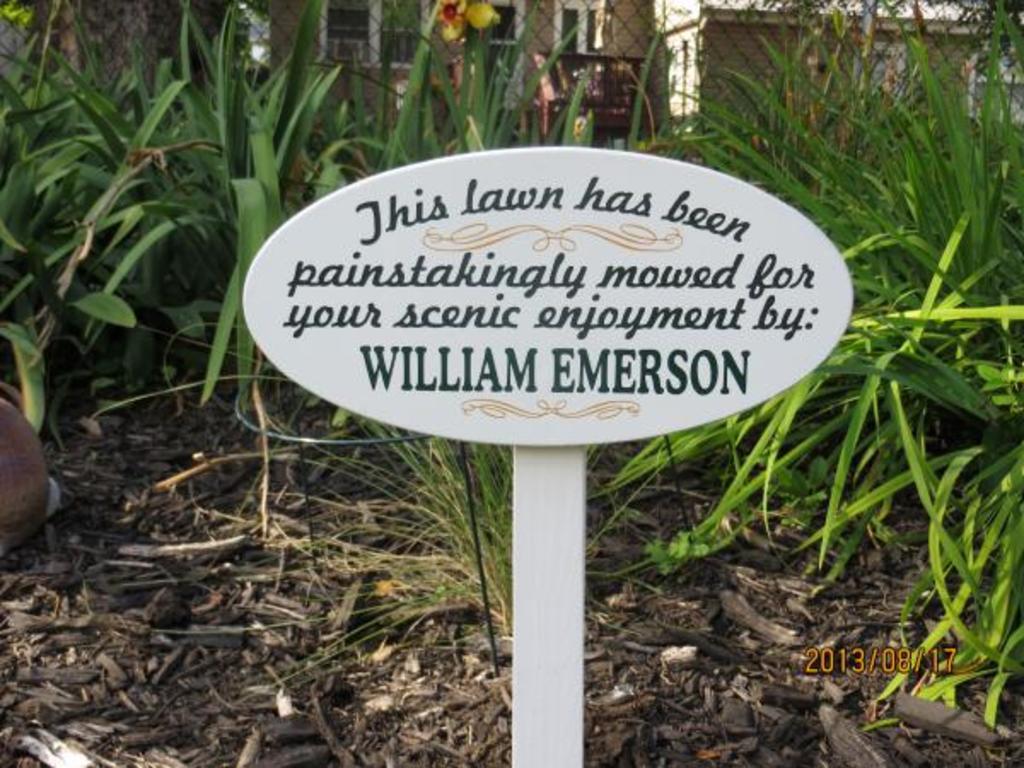 This lawn has been
painstakingly mowed for
your scenic enjoyment by:
WILLIAM EMERSON
2013/08/17